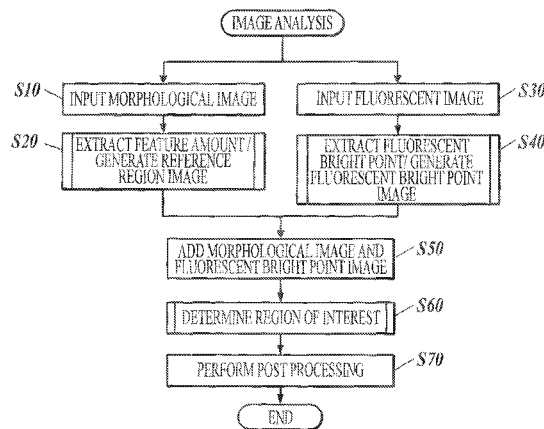 IMAGE ANALYSIS
S10
INPUT MORPHOLOGICAL IMAGE
S30
INPUT FLUORESCENT IMAGE
S20
EXTRACT FEATURE AMOUNT /
GENERATE REFERENCE
REGION IMAGE
S40
EXTRACT FLUORESCENT
BRIGHT POINT/ GENERATE
FLUORESCENT BRIGHT POINT
IMAGE
S50
ADD MORPHOLOGICAL IMAGE AND
FLUORESCENT BRIGHT POINT IMAGE
S60
DETERMINE REGION OF INTEREST
S70
PERFORM POST PROCESSING
END